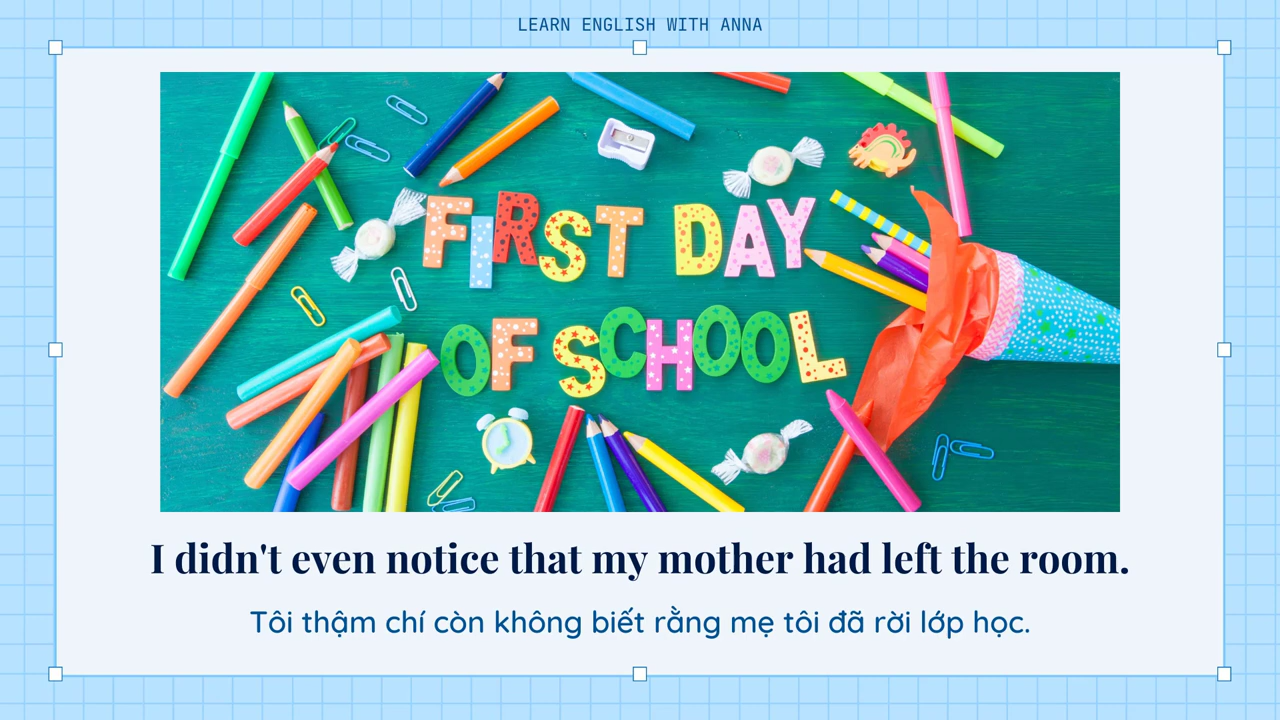 LEARN ENGLISH WITH ANNA
FIRST DAY
OF SCHOOL
I didn't even notice that my mother had left the room.
Tôi thậm chí còn không biết rằng mẹ tôi đã rời lớp học.